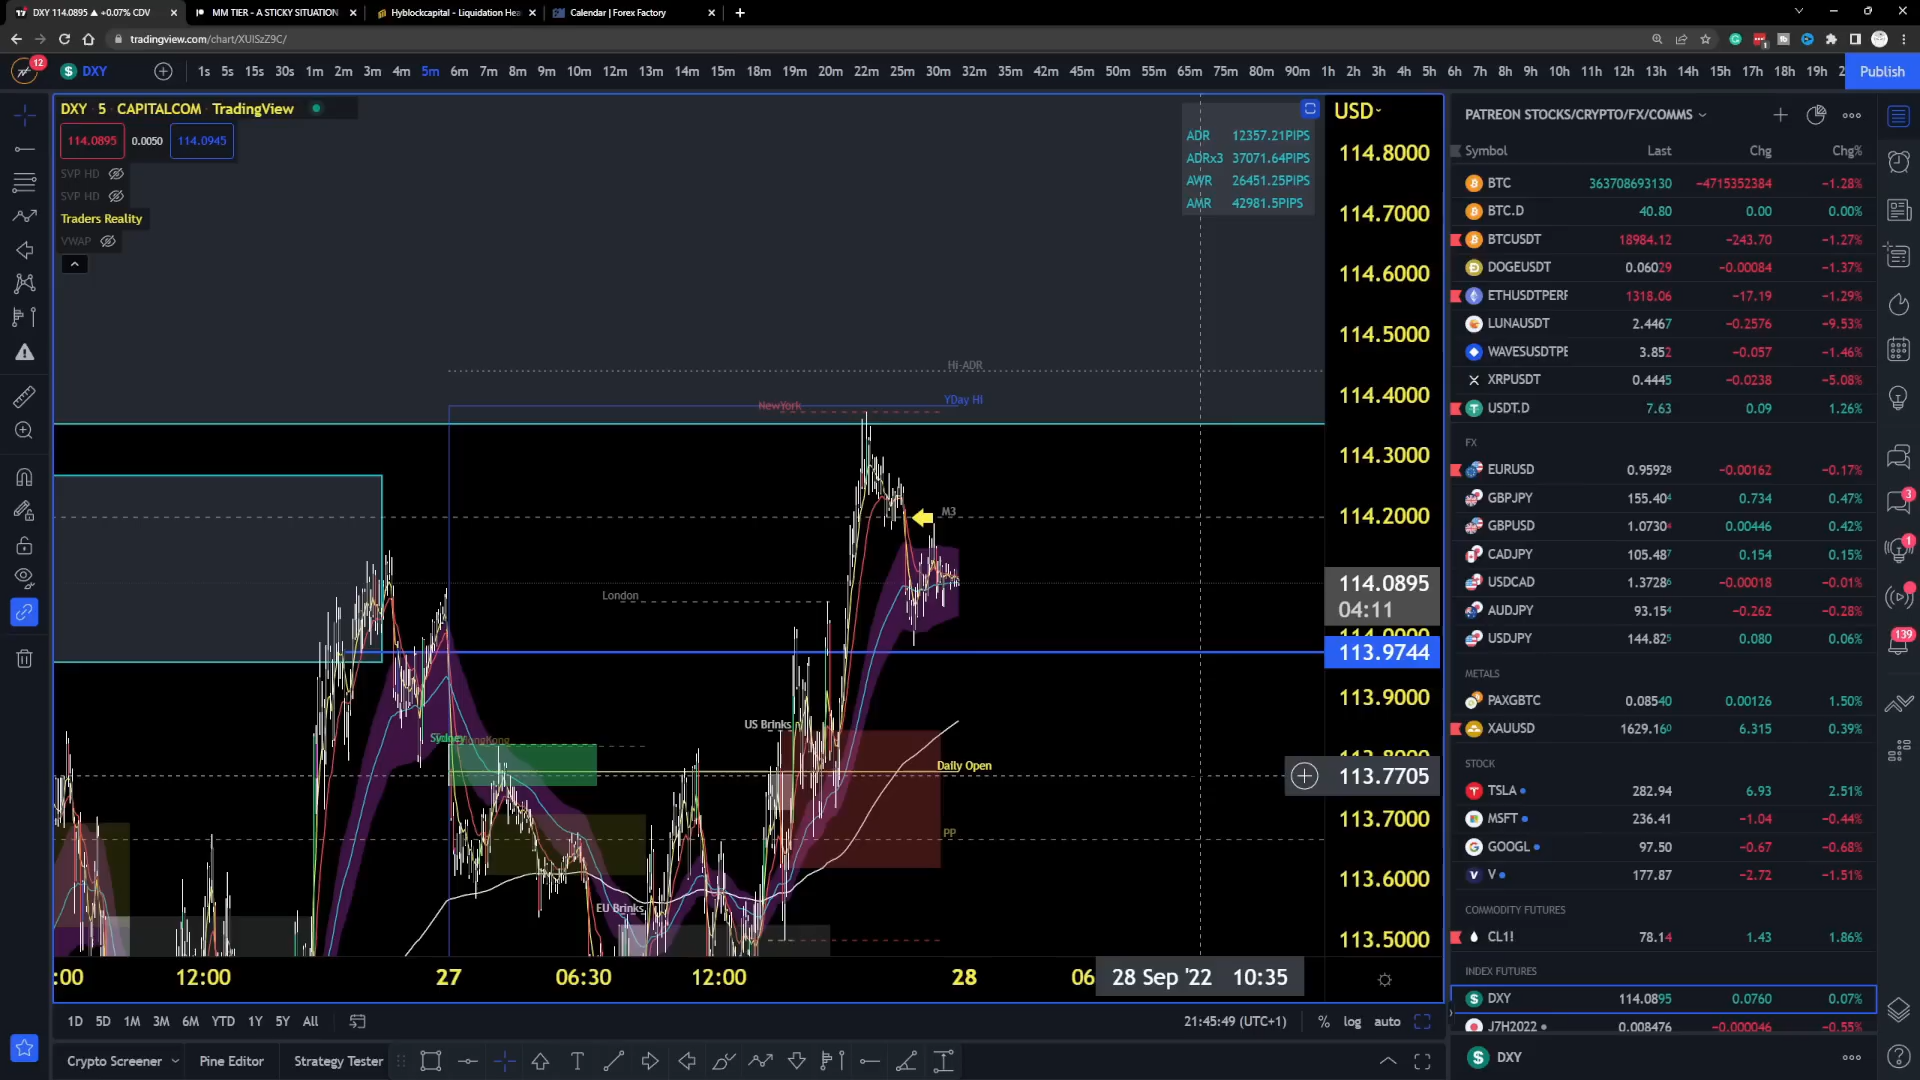 DXY 114.0895 ▲ +0.07% CDV
MM TIER - A STICKY SITUATION
Hyblockcapital - Liquidation Hea
Calendar | Forex Factory
tradingview.com/chart/XUISzZ9C/
12
DXY
1s 5s 15s 30s 1m 2m 3m 4m 5m 6m 7m 8m 9m 10m 12m 13m 14m 15m 18m 19m 20m 22m 25m 30m 32m 35m 42m 45m 50m 55m 65m 75m 80m 90m 1h 2h 3h 4h 5h 6h 7h 8h 9h 10h 11h 12h 13h 14h 15h 17h 18h 19h 2
Publish
DXY · 5 · CAPITALCOM · TradingView
114.0895 0.0050 114.0945
SVP HD
SVP HD
Traders Reality
VWAP
ADR 12357.21PIPS
ADRx3 37071.64PIPS
AWR 26451.25PIPS
AMR 42981.5PIPS
USD
114.8000
114.7000
114.6000
114.5000
Hi-ADR
114.4000
YDay Hi
NewYork
114.3000
M3
114.2000
114.0895
04:11
London
113.9744
113.9000
US Brinks
Sydney
Daily Open
113.7705
113.7000
PP
113.6000
EU Brinks
113.5000
:00 12:00 27 06:30 12:00 28 06
28 Sep '22 10:35
1D 5D 1M 3M 6M YTD 1Y 5Y All
21:45:49 (UTC+1) % log auto
Crypto Screener Pine Editor Strategy Tester
PATREON STOCKS/CRYPTO/FX/COMMS
Symbol Last Chg Chg%
BTC 363708693130 −4715352384 −1.28%
BTC.D 40.80 0.00 0.00%
BTCUSDT 18984.12 −243.70 −1.27%
DOGEUSDT 0.06029 −0.00084 −1.37%
ETHUSDTPERF 1318.06 −17.19 −1.29%
LUNAUSDT 2.4467 −0.2576 −9.53%
WAVESUSDTPE 3.852 −0.057 −1.46%
XRPUSDT 0.4445 −0.0238 −5.08%
USDT.D 7.63 0.09 1.26%
FX
EURUSD 0.95928 −0.00162 −0.17%
GBPJPY 155.404 0.734 0.47%
GBPUSD 1.0730 0.00446 0.42%
CADJPY 105.487 0.154 0.15%
USDCAD 1.37286 −0.00018 −0.01%
AUDJPY 93.154 −0.262 −0.28%
USDJPY 144.825 0.080 0.06%
METALS
PAXGBTC 0.08540 0.00126 1.50%
XAUUSD 1629.160 6.315 0.39%
STOCK
TSLA 282.94 6.93 2.51%
MSFT 236.41 −1.04 −0.44%
GOOGL 97.50 −0.67 −0.68%
V 177.87 −2.72 −1.51%
COMMODITY FUTURES
CL1! 78.14 1.43 1.86%
INDEX FUTURES
DXY 114.0895 0.0760 0.07%
J7H2022 0.008476 −0.000046 −0.55%
DXY
3
1
139